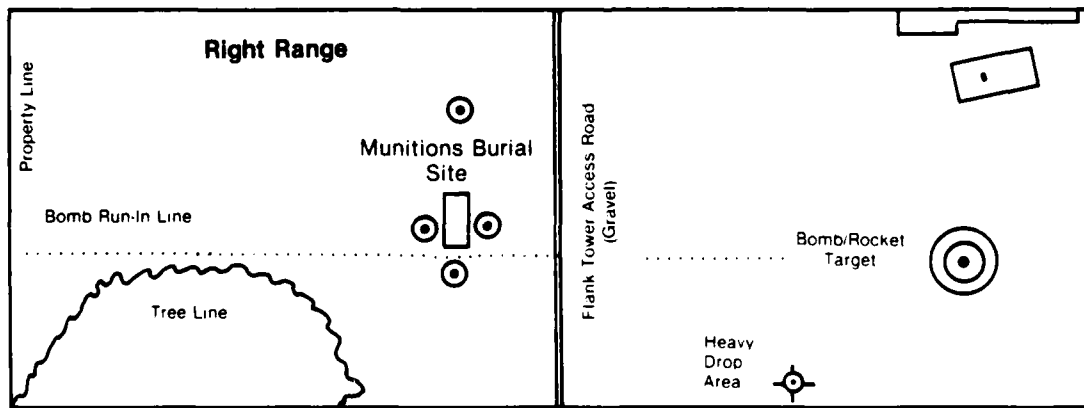 Right Range
Property Line
Munitions Burial
Site
Bomb Run-In Line
Tree Line
Flank Tower Access Road
(Gravel)
Bomb/Rocket
Target
Heavy
Drop
Area